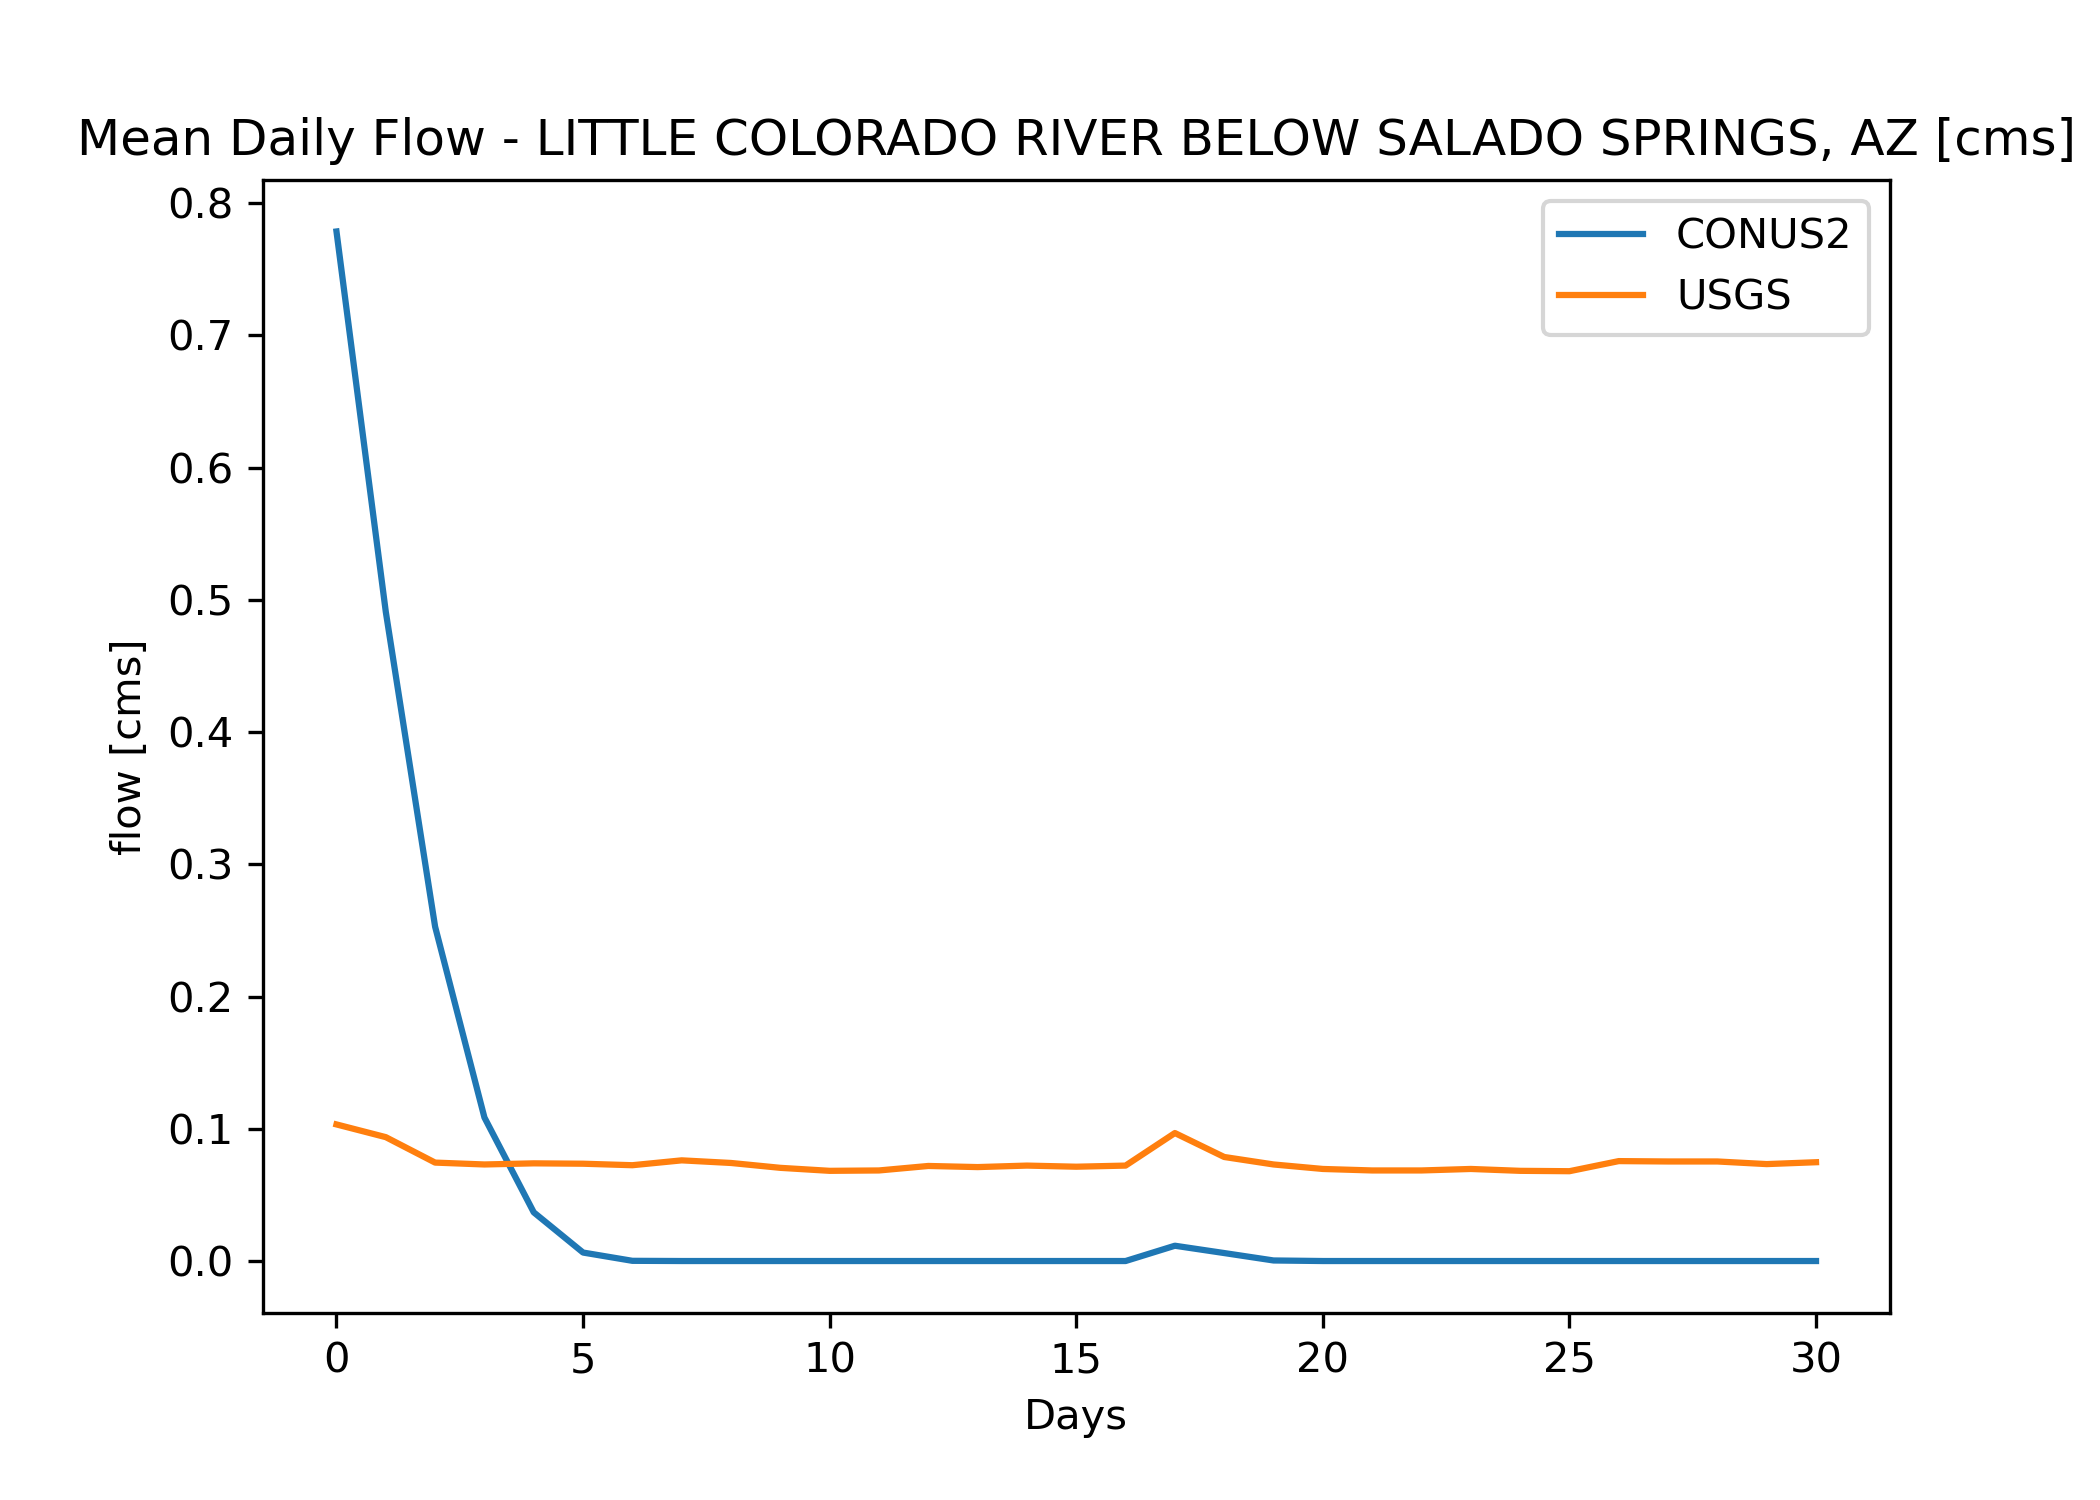 Mean Daily Flow - LITTLE COLORADO RIVER BELOW SALADO SPRINGS, AZ [cms]
CONUS2
USGS
flow [cms]
0.8
0.7
0.6
0.5
0.4
0.3
0.2
0.1
0.0
0 5 10 15 20 25 30
Days